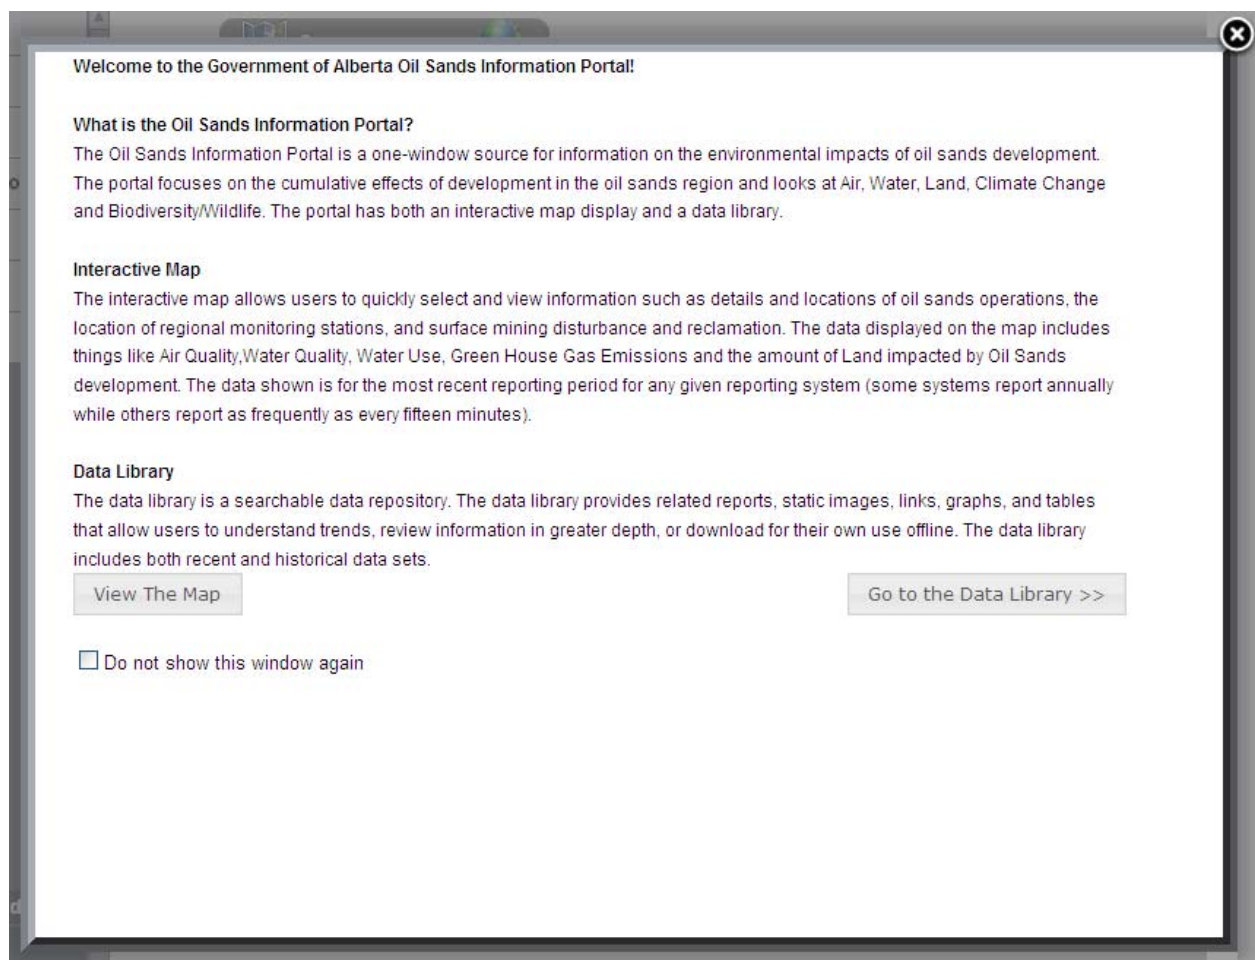 Welcome to the Government of Alberta Oil Sands Information Portal!
What is the Oil Sands Information Portal?
The Oil Sands Information Portal is a one-window source for information on the environmental impacts of oil sands development.
The portal focuses on the cumulative effects of development in the oil sands region and looks at Air, Water, Land, Climate Change
and Biodiversity/Wildlife. The portal has both an interactive map display and a data library.
Interactive Map
The interactive map allows users to quickly select and view information such as details and locations of oil sands operations, the
location of regional monitoring stations, and surface mining disturbance and reclamation. The data displayed on the map includes
things like Air Quality,Water Quality, Water Use, Green House Gas Emissions and the amount of Land impacted by Oil Sands
development. The data shown is for the most recent reporting period for any given reporting system (some systems report annually
while others report as frequently as every fifteen minutes).
Data Library
The data library is a searchable data repository. The data library provides related reports, static images, links, graphs, and tables
that allow users to understand trends, review information in greater depth, or download for their own use offline. The data library
includes both recent and historical data sets.
View The Map
Go to the Data Library >>
Do not show this window again